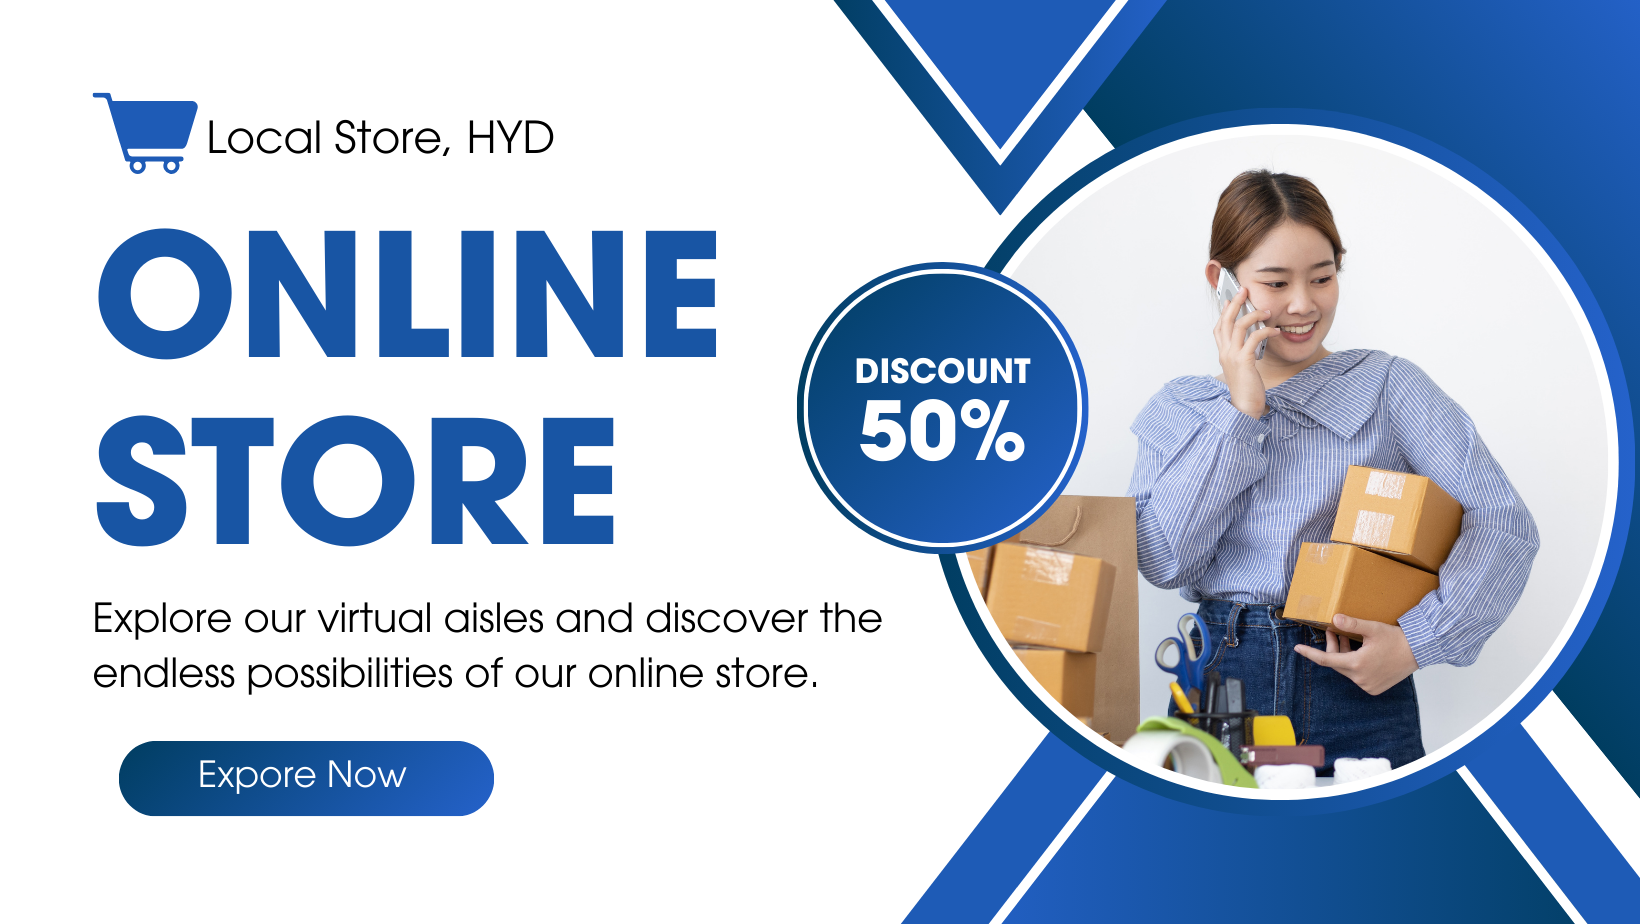 Local Store, HYD
ONLINE
STORE
DISCOUNT
50%
Explore our virtual aisles and discover the
endless possibilities of our online store.
Expore Now